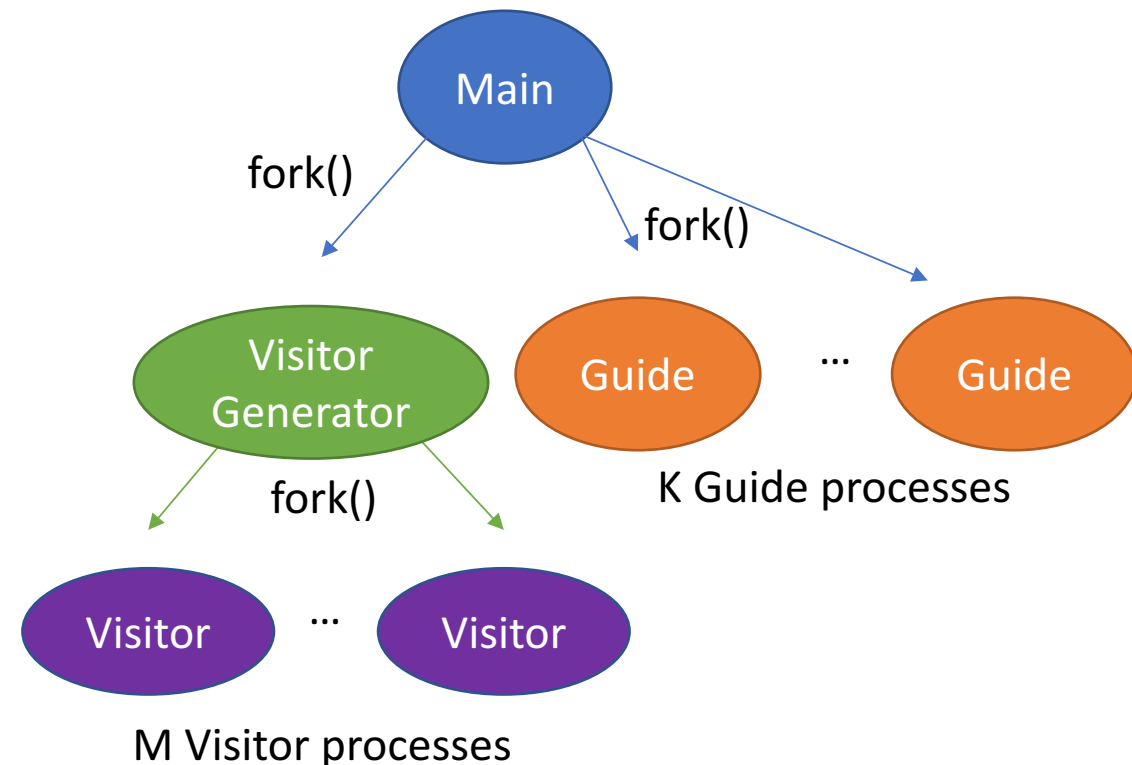 Main
fork()
fork()
Visitor
Generator
Guide
...
Guide
fork()
K Guide processes
Visitor
...
Visitor
M Visitor processes